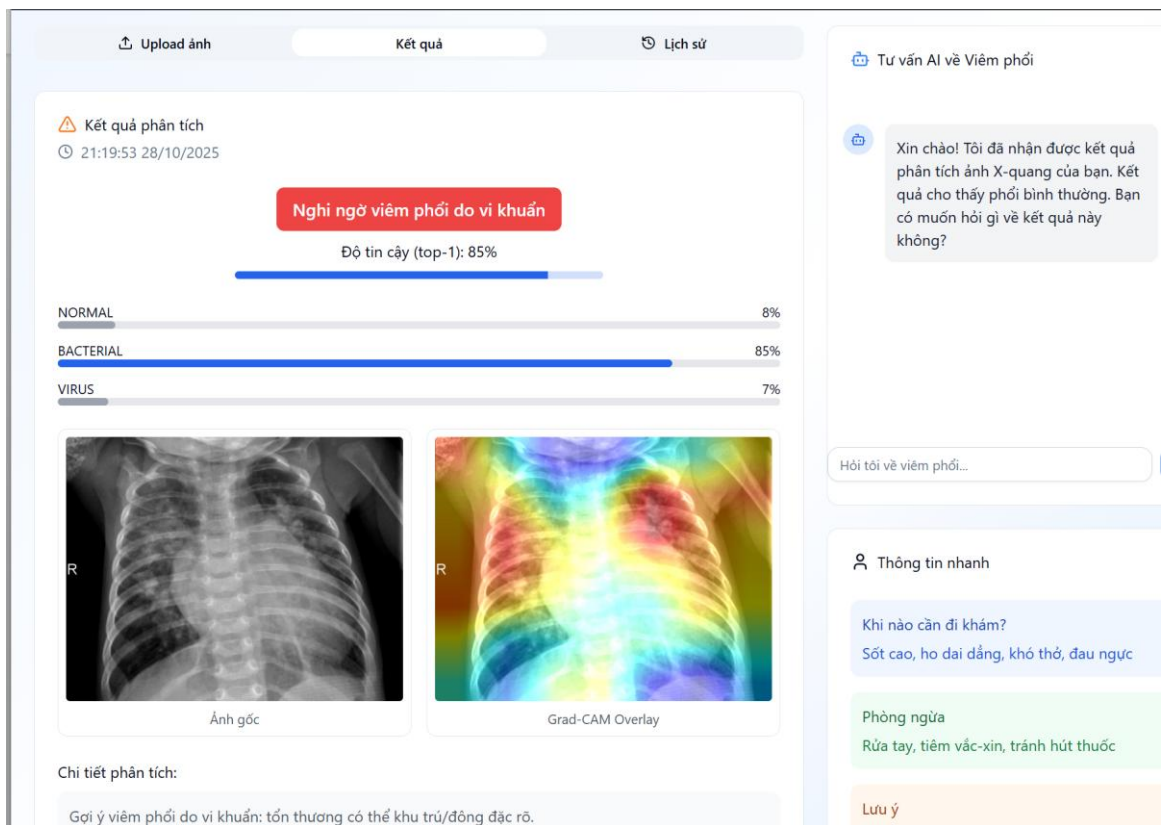 Upload ảnh
Kết quả
Lịch sử
Kết quả phân tích
21:19:53 28/10/2025
Nghi ngờ viêm phổi do vi khuẩn
Độ tin cậy (top-1): 85%
NORMAL 8%
BACTERIAL 85%
VIRUS 7%
R
R
Ảnh gốc
Grad-CAM Overlay
Chi tiết phân tích:
Gợi ý viêm phổi do vi khuẩn: tổn thương có thể khu trú/đông đặc rõ.
Tư vấn AI về Viêm phổi
Xin chào! Tôi đã nhận được kết quả
phân tích ảnh X-quang của bạn. Kết
quả cho thấy phổi bình thường. Bạn
có muốn hỏi gì về kết quả này
không?
Hỏi tôi về viêm phổi...
Thông tin nhanh
Khi nào cần đi khám?
Sốt cao, ho dai dẳng, khó thở, đau ngực
Phòng ngừa
Rửa tay, tiêm vắc-xin, tránh hút thuốc
Lưu ý